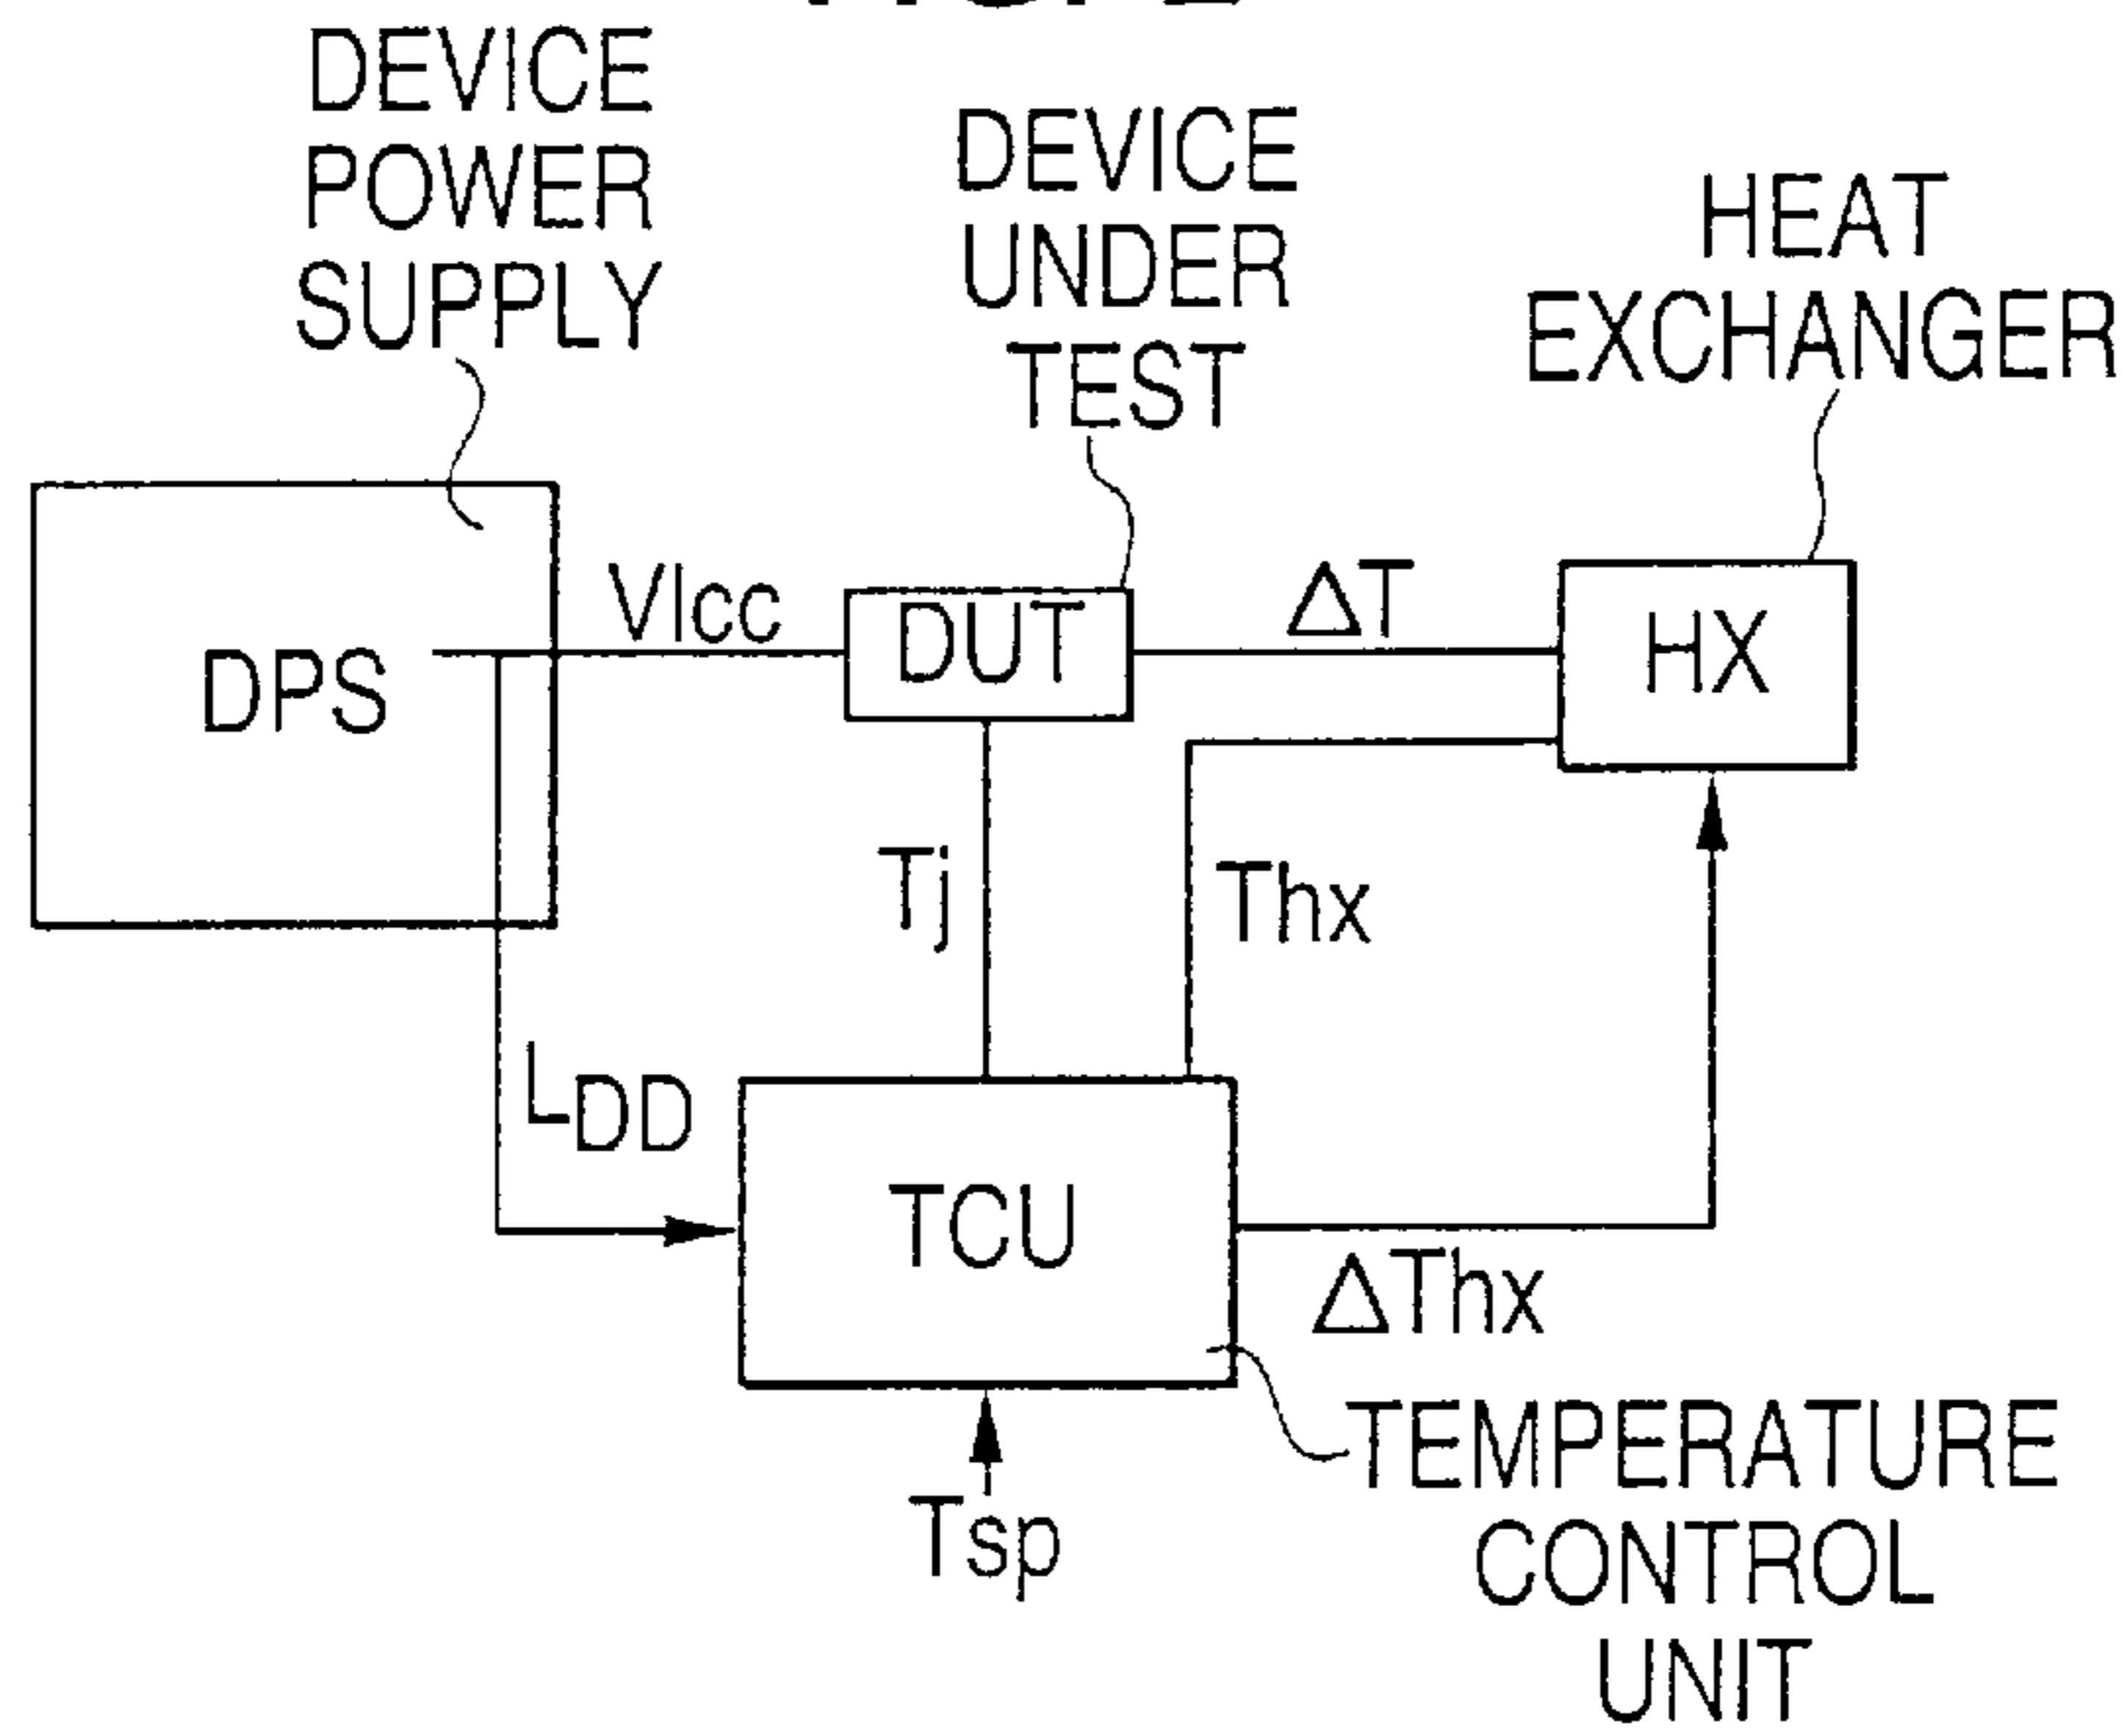 DEVICE
POWER
SUPPLY
DEVICE
UNDER
TEST
HEAT
EXCHANGER
DPS
VIcc
DUT
ΔT
HX
Tj
Thx
LDD
TCU
ΔThx
Tsp
TEMPERATURE
CONTROL
UNIT